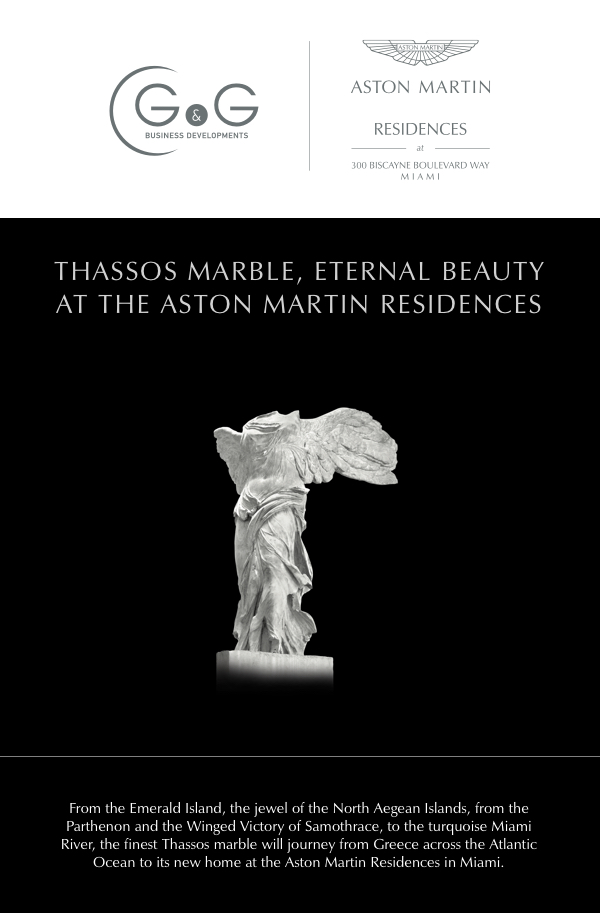 G&G
BUSINESS DEVELOPMENTS
ASTON MARTIN
ASTON MARTIN
RESIDENCES
at
300 BISCAYNE BOULEVARD WAY
MIAMI
THASSOS MARBLE, ETERNAL BEAUTY
AT THE ASTON MARTIN RESIDENCES
From the Emerald Island, the jewel of the North Aegean Islands, from the
Parthenon and the Winged Victory of Samothrace, to the turquoise Miami
River, the finest Thassos marble will journey from Greece across the Atlantic
Ocean to its new home at the Aston Martin Residences in Miami.